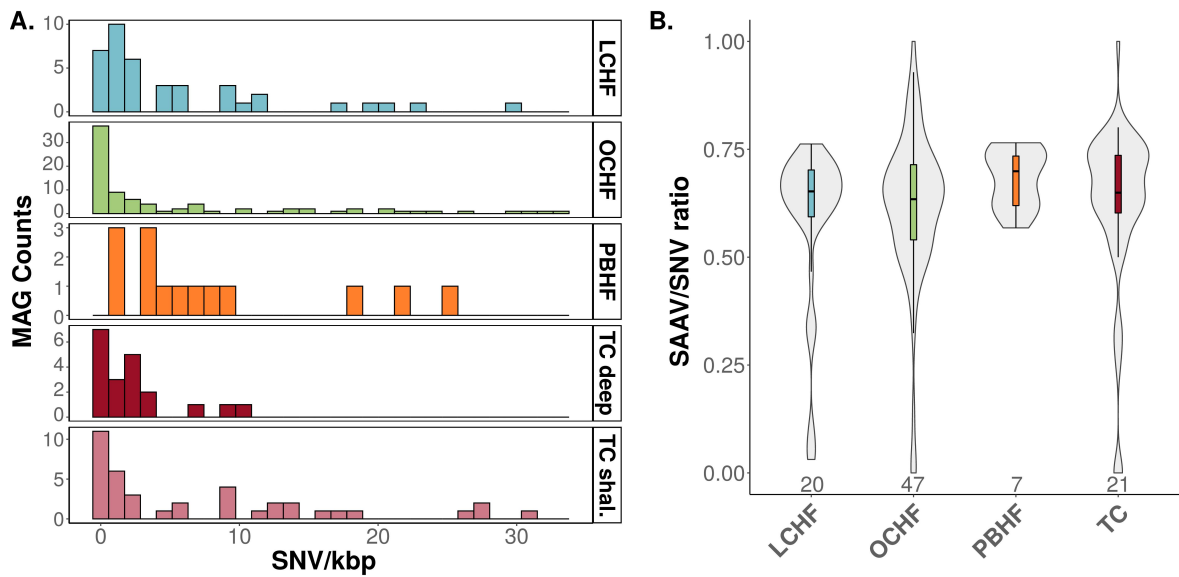 A.
MAG Counts
10
5
0
LCHF
30
20
10
0
OCHF
3
2
1
0
PBHF
6
4
2
0
TC deep
10
5
0
TC shal.
0 10 20 30
SNV/kbp
B.
SAAV/SNV ratio
1.00
0.75
0.50
0.25
0.00
20 47 7 21
LCHF OCHF PBHF TC